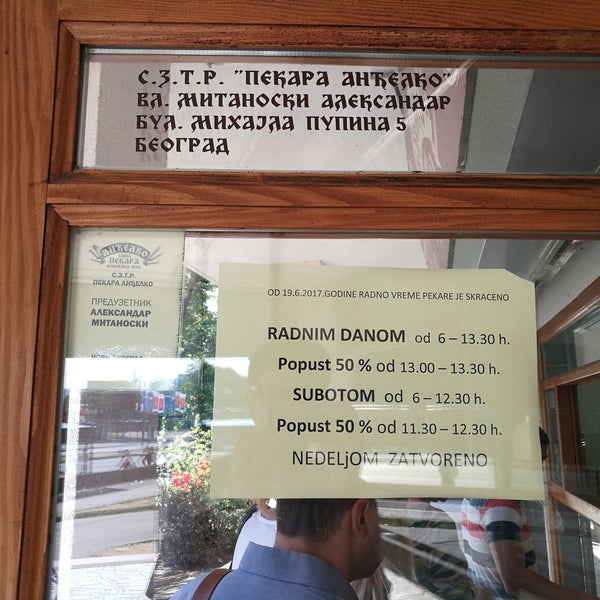 С.З.Т.Р. "ПЕКАРА АНЂЕЛКО"
ВЛ. МИТАНОСКИ АЛЕКСАНДАР
БУЛ. МИХАЈЛА ПУПИНА 5
БЕОГРАД
АНЂЕЛКО
ПЕКАРА
С.З.Т.Р.
ПЕКАРА АНЂЕЛКО
ПРЕДУЗЕТНИК
АЛЕКСАНДАР
МИТАНОСКИ
OD 19.6.2017.GODINE RADNO VREME PEKARE JE SKRACENO
RADNIM DANOM od 6 – 13.30 h.
Popust 50 % od 13.00 – 13.30 h.
SUBOTOM od 6 – 12.30 h.
Popust 50 % od 11.30 – 12.30 h.
NEDELjOM ZATVORENO